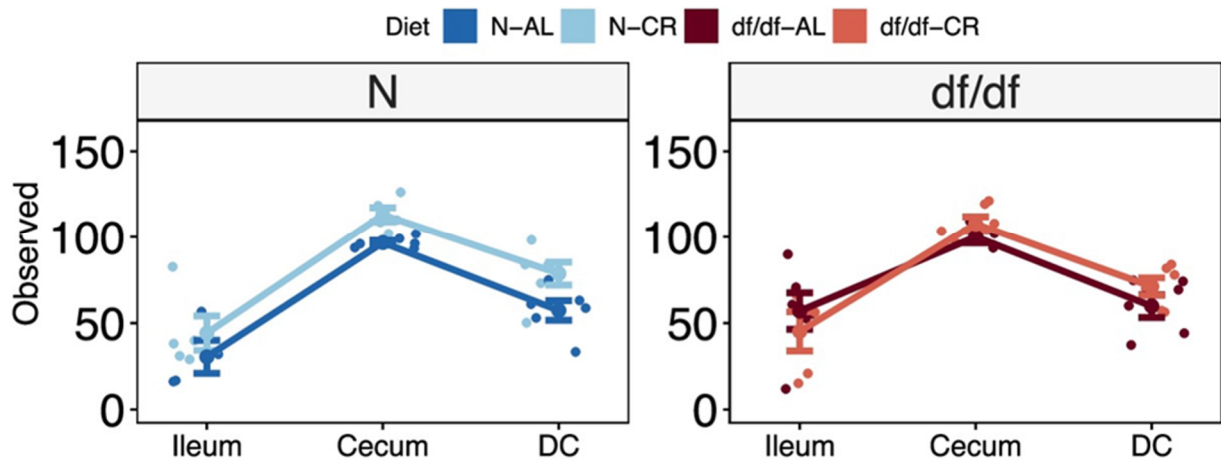 Diet N–AL N–CR df/df–AL df/df–CR
N df/df
Observed
150 150
100 100
50 50
0 0
Ileum Cecum DC Ileum Cecum DC